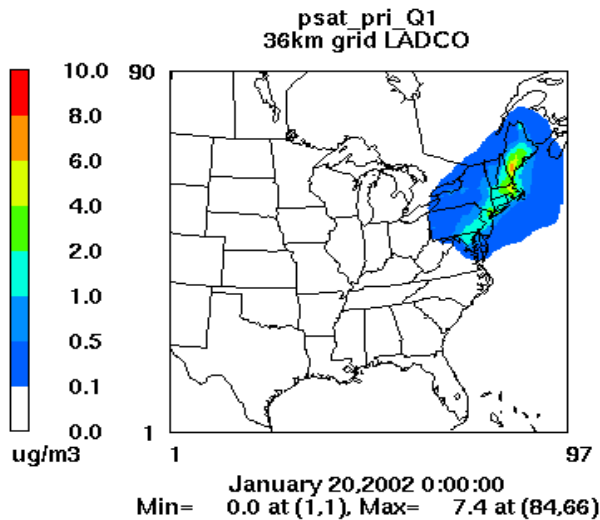 psat_pri_Q1
36km grid LADCO
10.0
8.0
6.0
4.0
2.0
1.0
0.5
0.1
0.0
ug/m3
90
1
1 97
January 20,2002 0:00:00
Min= 0.0 at (1,1), Max= 7.4 at (84,66)